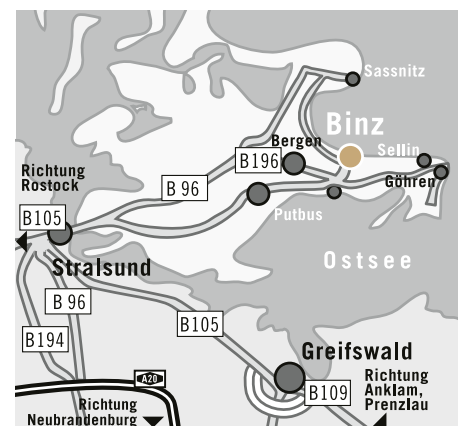 Sassnitz
Binz
Bergen
B196
Sellin
Richtung
Rostock
B 96
Göhren
B105
Putbus
Stralsund
Ostsee
B 96
B105
B194
Greifswald
A20
B109
Richtung
Anklam,
Prenzlau
Richtung
Neubrandenburg